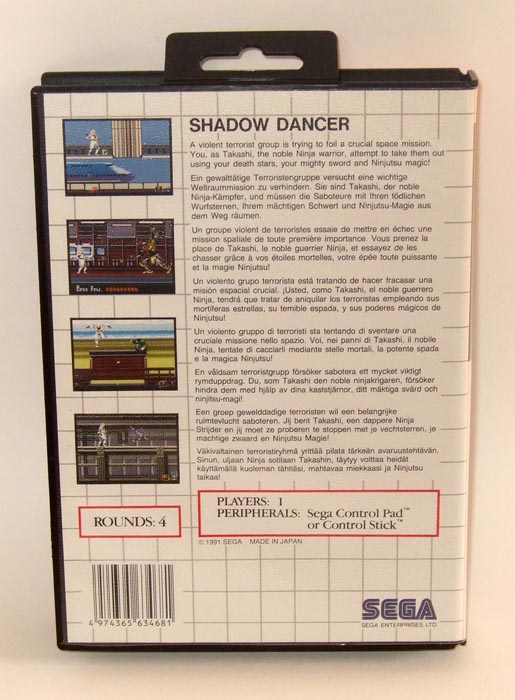 SHADOW DANCER
A violent terrorist group is trying to foil a crucial space mission.
You, as Takashi, the noble Ninja warrior, attempt to take them out
using your death stars, your mighty sword and Ninjutsu magic!
Ein gewalttätige Terroristengruppe versucht eine wichtige
Weltraummission zu verhindern. Sie sind Takashi, der noble
Ninja-Kämpfer, und müssen die Saboteure mit Ihren tödlichen
Wurfsternen, Ihrem mächtigen Schwert und Ninjutsu-Magie aus
dem Weg räumen.
Un groupe violent de terroristes essaie de mettre en échec une
mission spatiale de toute première importance. Vous prenez la
place de Takashi, le noble guerrier Ninja, et essayez de les
chasser grâce à vos étoiles mortelles, votre épée toute puissante
et la magie Ninjutsu!
Un violento grupo terrorista está tratando de hacer fracasar una
misión espacial crucial. ¡Usted, como Takashi, el noble guerrero
Ninja, tendrá que tratar de aniquilar los terroristas empleando sus
mortíferas estrellas, su temible espada, y sus poderes mágicos de
Ninjutsu!
Un violento gruppo di terroristi sta tentando di sventare una
cruciale missione nello spazio. Voi, nei panni di Takashi, il nobile
Ninja, tentate di cacciarli mediante stelle mortali, la potente spada
e la magica Ninjutsu!
En våldsam terroristgrupp försöker sabotera ett mycket viktigt
rymduppdrag. Du, som Takashi den noble ninjakrigaren, försöker
hindra dem med hjälp av dina kaststjärnor, ditt mäktiga svärd och
ninjutsu-magi!
Een groep gewelddadige terroristen wil een belangrijke
ruimtevlucht saboteren. Jij bent Takashi, een dappere Ninja
Strijder en jij moet ze proberen te stoppen met je vechtsterren, je
machtige zwaard en Ninjutsu Magie!
Väkivaltainen terroristiryhmä yrittää pilata tärkeän avaruustehtävän.
Sinun, uljaan Ninja sotilaan Takashin, täytyy voittaa heidät
käyttämällä kuoleman tähtiäsi, mahtavaa miekkaasi ja Ninjutsu
taikaa!
ROUNDS: 4
PLAYERS: 1
PERIPHERALS: Sega Control Pad™
or Control Stick™
© 1991 SEGA MADE IN JAPAN
4 974365 634681
SEGA
SEGA ENTERPRISES LTD.